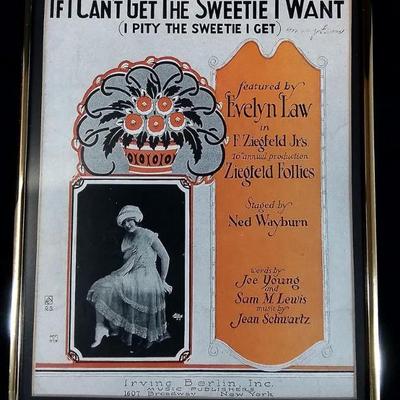 IF I CAN'T GET THE SWEETIE I WANT
(I PITY THE SWEETIE I GET)
featured by
Evelyn Law
in
F. Ziegfeld Jr's
annual production
Ziegfeld Follies
Staged by
Ned Wayburn
words by
Joe Young
and
Sam M. Lewis
music by
Jean Schwartz
Irving Berlin, Inc.
MUSIC PUBLISHERS
1607 Broadway New York